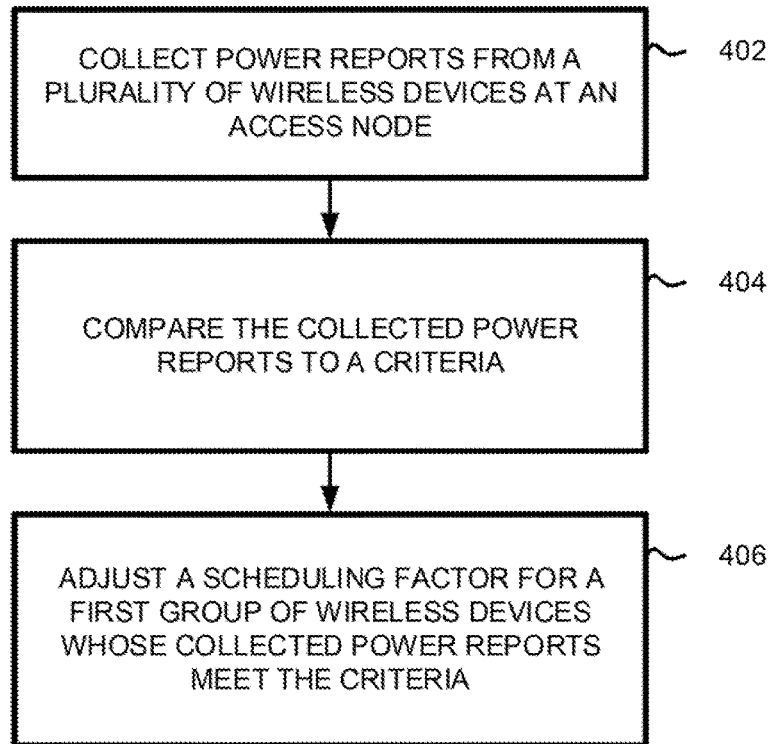 COLLECT POWER REPORTS FROM A
PLURALITY OF WIRELESS DEVICES AT AN
ACCESS NODE
402
COMPARE THE COLLECTED POWER
REPORTS TO A CRITERIA
404
ADJUST A SCHEDULING FACTOR FOR A
FIRST GROUP OF WIRELESS DEVICES
WHOSE COLLECTED POWER REPORTS
MEET THE CRITERIA
406